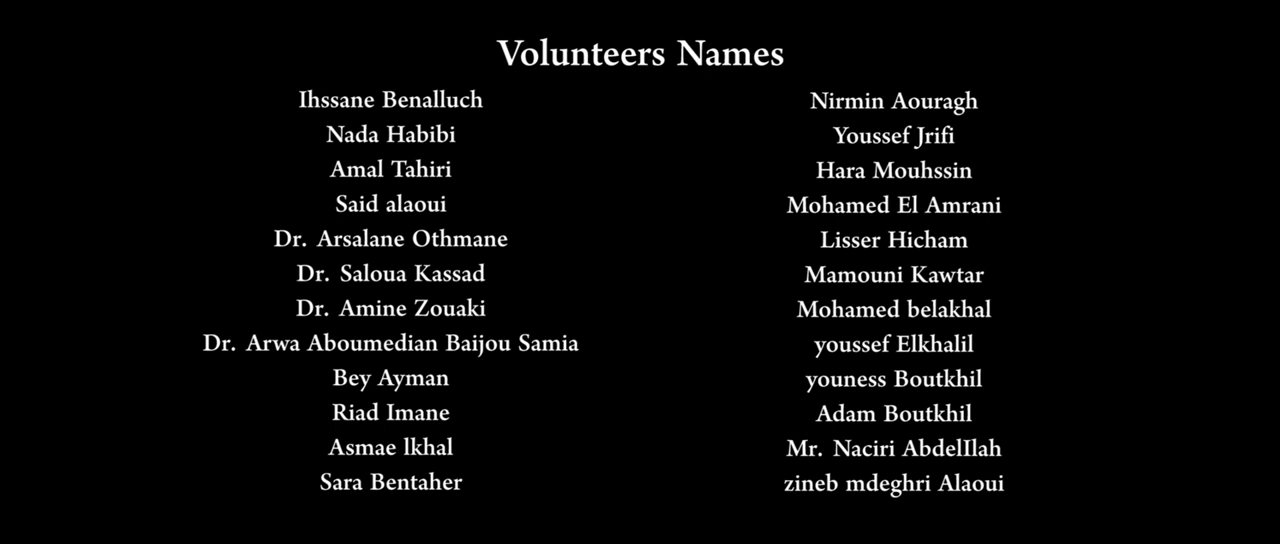 Volunteers Names
Ihssane Benalluch
Nada Habibi
Amal Tahiri
Said alaoui
Dr. Arsalane Othmane
Dr. Saloua Kassad
Dr. Amine Zouaki
Dr. Arwa Aboumedian Baijou Samia
Bey Ayman
Riad Imane
Asmae lkhal
Sara Bentaher
Nirmin Aouragh
Youssef Jrifi
Hara Mouhssin
Mohamed El Amrani
Lisser Hicham
Mamouni Kawtar
Mohamed belakhal
youssef Elkhalil
youness Boutkhil
Adam Boutkhil
Mr. Naciri AbdelIlah
zineb mdeghri Alaoui